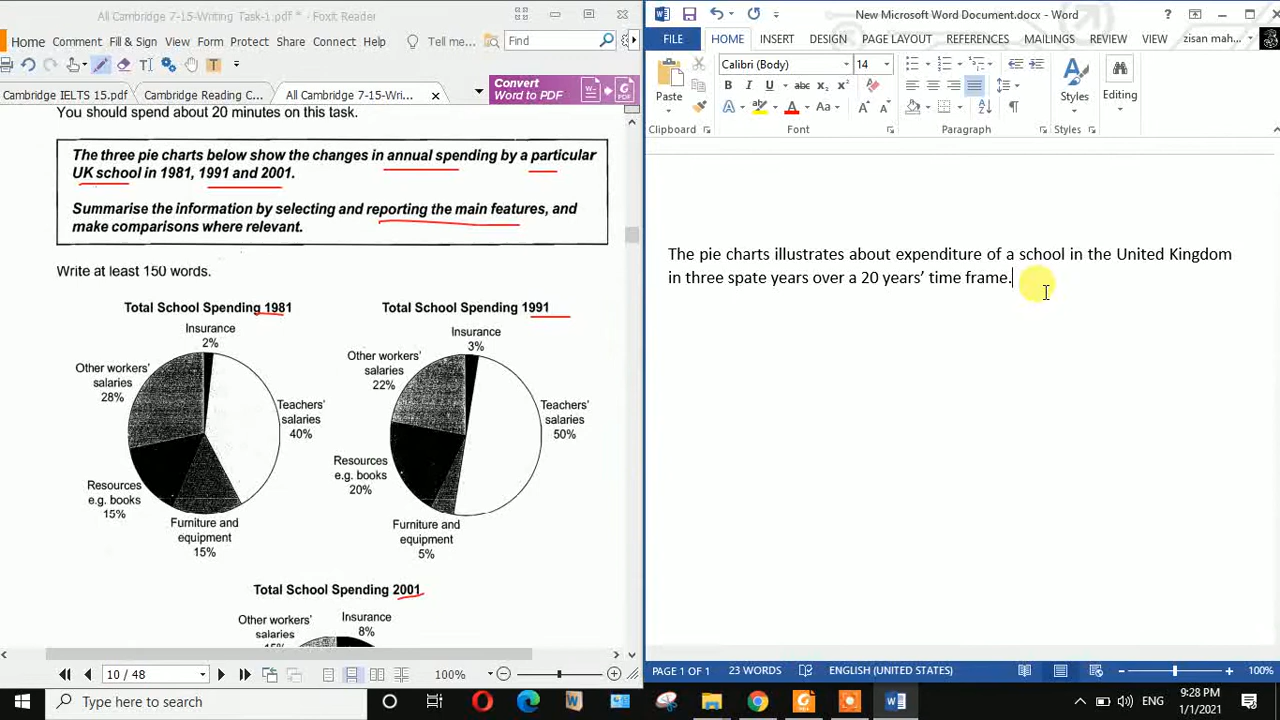 All Cambridge 7-15-Writing Task-1.pdf * - Foxit Reader
Home Comment Fill & Sign View Form Protect Share Connect Help Tell me... Find
Cambridge IELTS 15.pdf Cambridge Reading C... All Cambridge 7-15-Wri...
Convert
Word to PDF
You should spend about 20 minutes on this task.
The three pie charts below show the changes in annual spending by a particular
UK school in 1981, 1991 and 2001.
Summarise the information by selecting and reporting the main features, and
make comparisons where relevant.
Write at least 150 words.
Total School Spending 1981
Insurance
2%
Other workers'
salaries
28%
Teachers'
salaries
40%
Resources
e.g. books
15%
Furniture and
equipment
15%
Total School Spending 1991
Insurance
3%
Other workers'
salaries
22%
Teachers'
salaries
50%
Resources
e.g. books
20%
Furniture and
equipment
5%
Total School Spending 2001
Other workers'
salaries
15%
Insurance
8%
10 / 48
100%
New Microsoft Word Document.docx - Word
FILE HOME INSERT DESIGN PAGE LAYOUT REFERENCES MAILINGS REVIEW VIEW zisan mah...
Calibri (Body) 14
Paste
Styles
Editing
Clipboard Font Paragraph Styles
The pie charts illustrates about expenditure of a school in the United Kingdom
in three spate years over a 20 years’ time frame.
PAGE 1 OF 1 23 WORDS ENGLISH (UNITED STATES) 100%
Type here to search
ENG
9:28 PM
1/1/2021